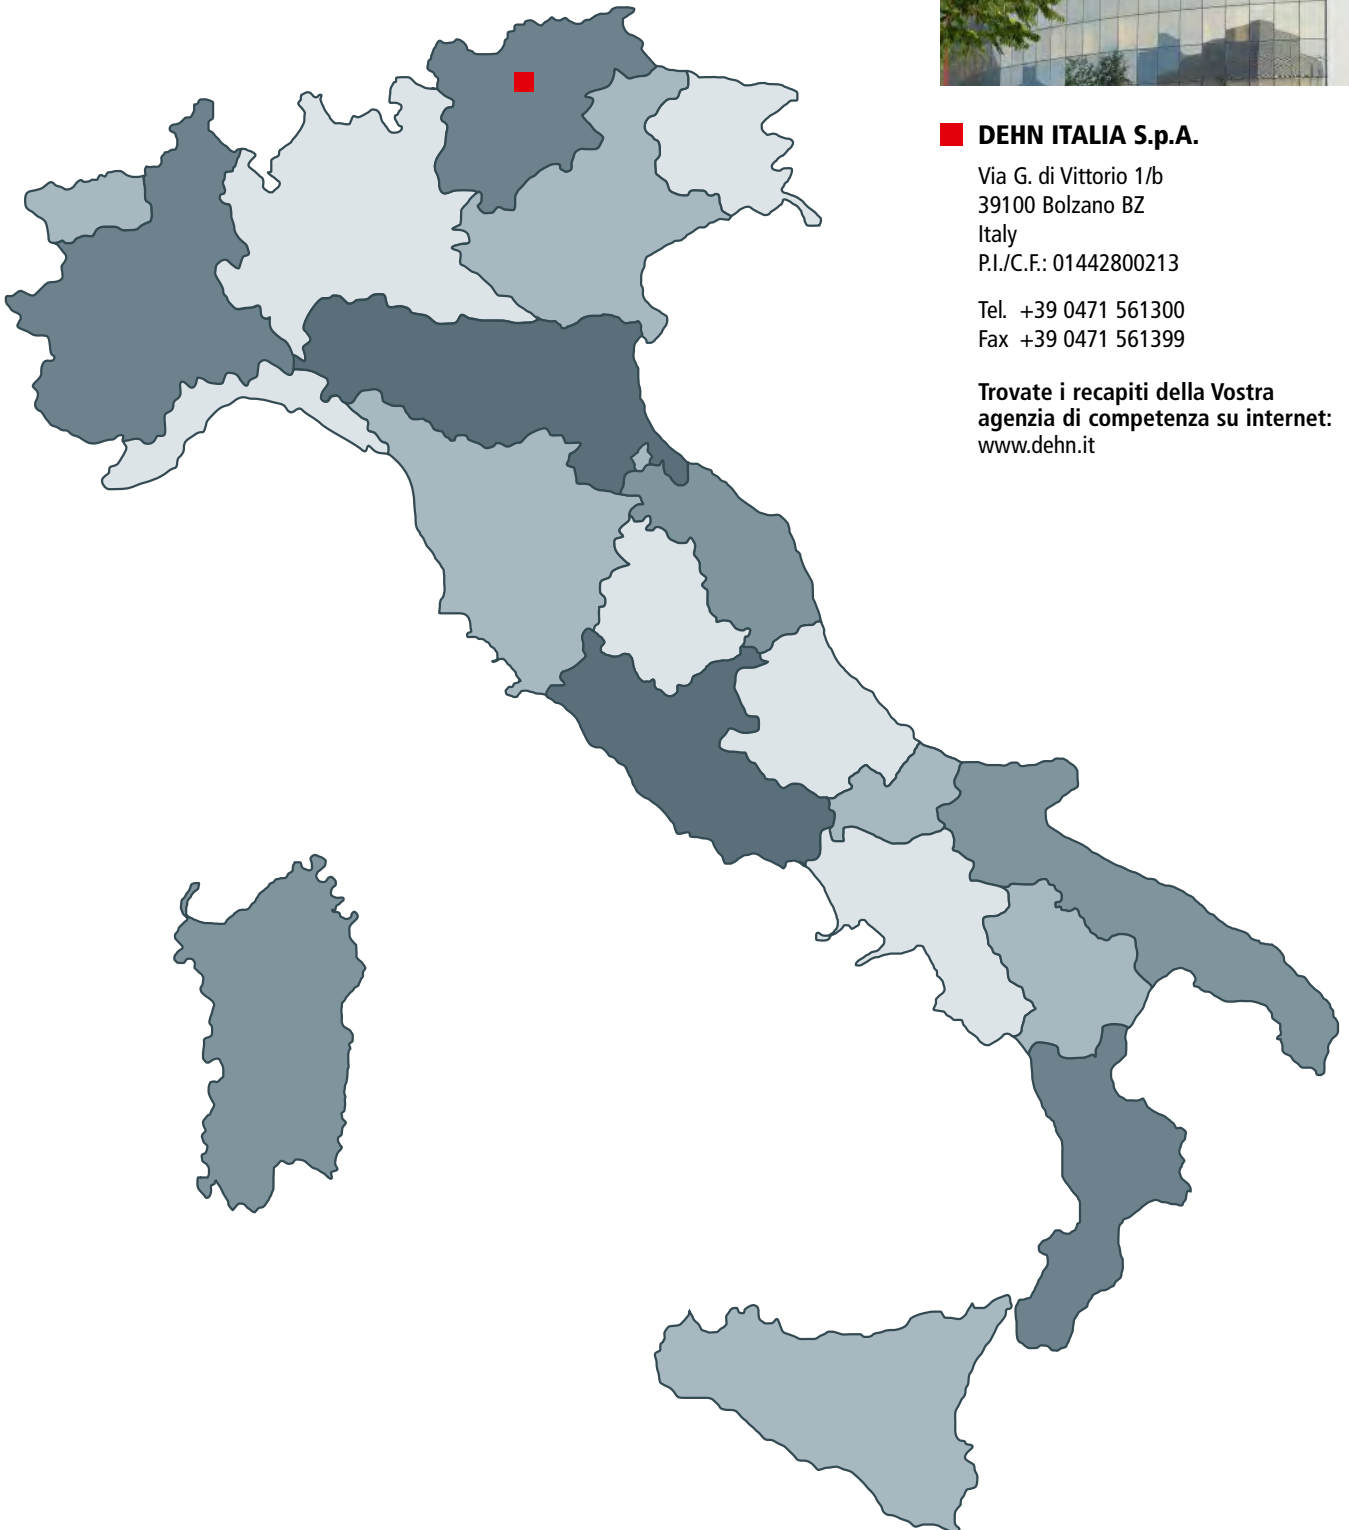 DEHN ITALIA S.p.A.
Via G. di Vittorio 1/b
39100 Bolzano BZ
Italy
P.I./C.F.: 01442800213
Tel. +39 0471 561300
Fax +39 0471 561399
Trovate i recapiti della Vostra
agenzia di competenza su internet:
www.dehn.it